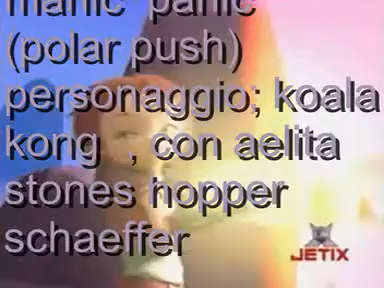 manic panic
(polar push)
personaggio; koala
kong , con aelita
stones hopper
schaeffer
JETIX